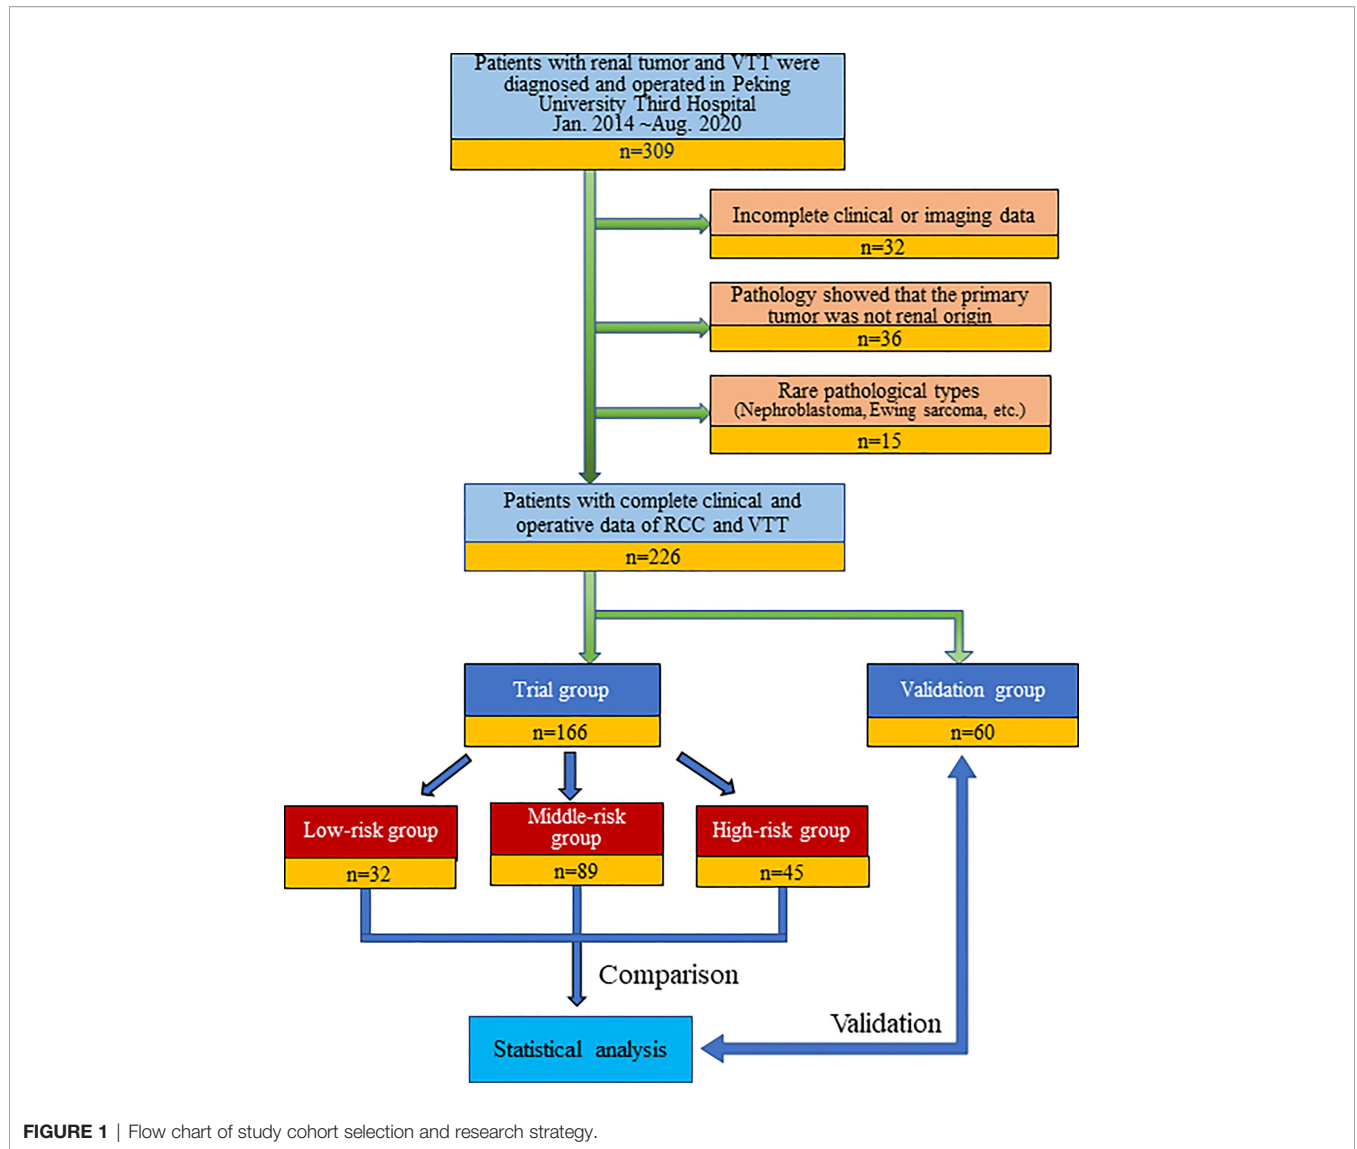 Patients with renal tumor and VTT were
diagnosed and operated in Peking
University Third Hospital
Jan. 2014 ~Aug. 2020
n=309
Incomplete clinical or imaging data
n=32
Pathology showed that the primary
tumor was not renal origin
n=36
Rare pathological types
(Nephroblastoma, Ewing sarcoma, etc.)
n=15
Patients with complete clinical and
operative data of RCC and VTT
n=226
Trial group
n=166
Validation group
n=60
Low-risk group
n=32
Middle-risk
group
n=89
High-risk group
n=45
Comparison
Validation
Statistical analysis
FIGURE 1 | Flow chart of study cohort selection and research strategy.